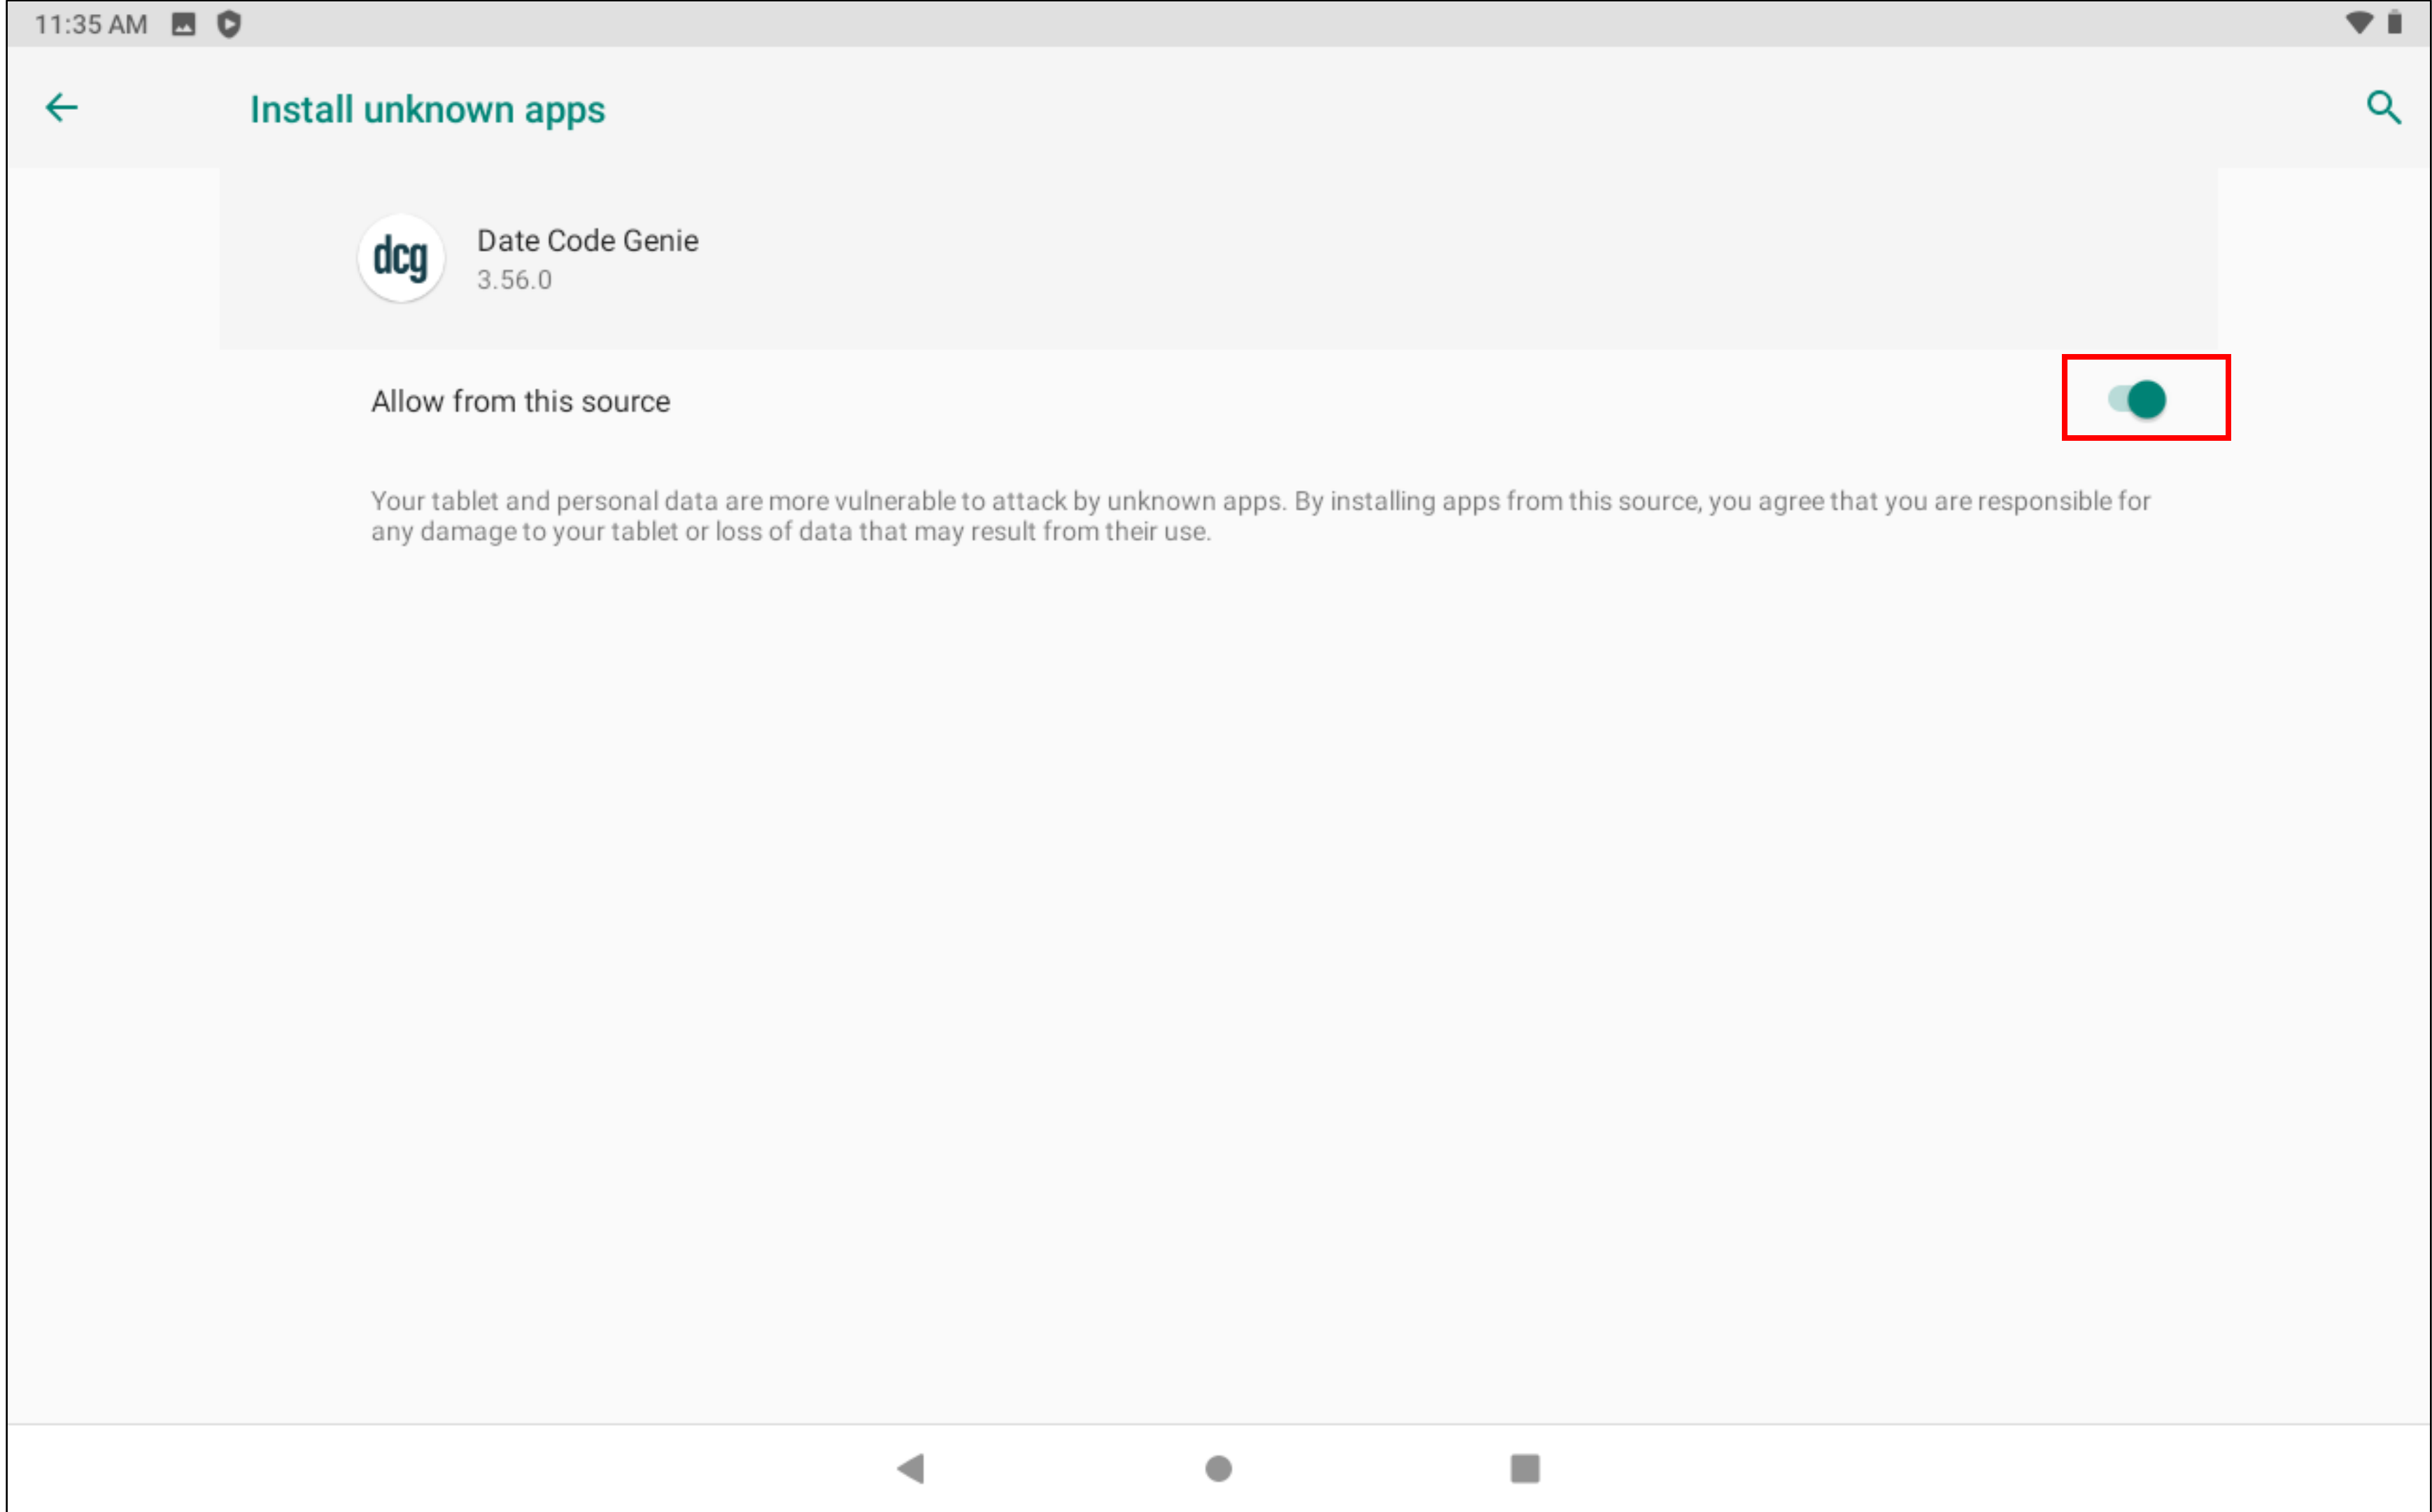 11:35 AM
Install unknown apps
dcg
Date Code Genie
3.56.0
Allow from this source
Your tablet and personal data are more vulnerable to attack by unknown apps. By installing apps from this source, you agree that you are responsible for
any damage to your tablet or loss of data that may result from their use.